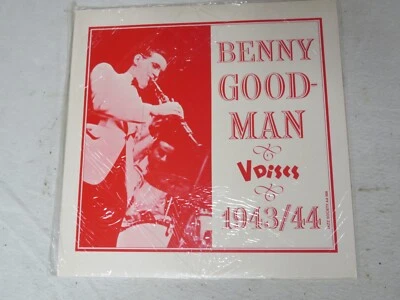 BENNY
GOOD-
MAN
V Discs
1943/44